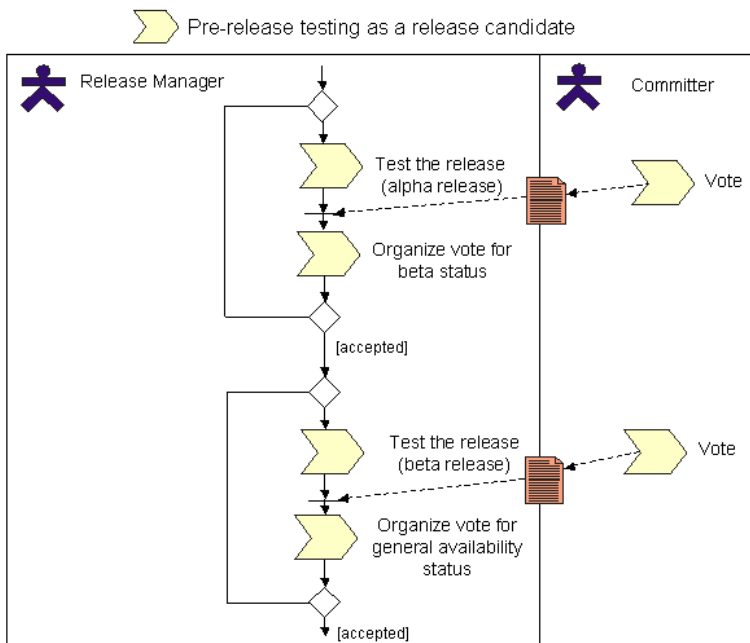 Pre-release testing as a release candidate
Release Manager
Committer
Test the release
(alpha release)
Vote
Organize vote for
beta status
[accepted]
Test the release
(beta release)
Vote
Organize vote for
general availability
status
[accepted]